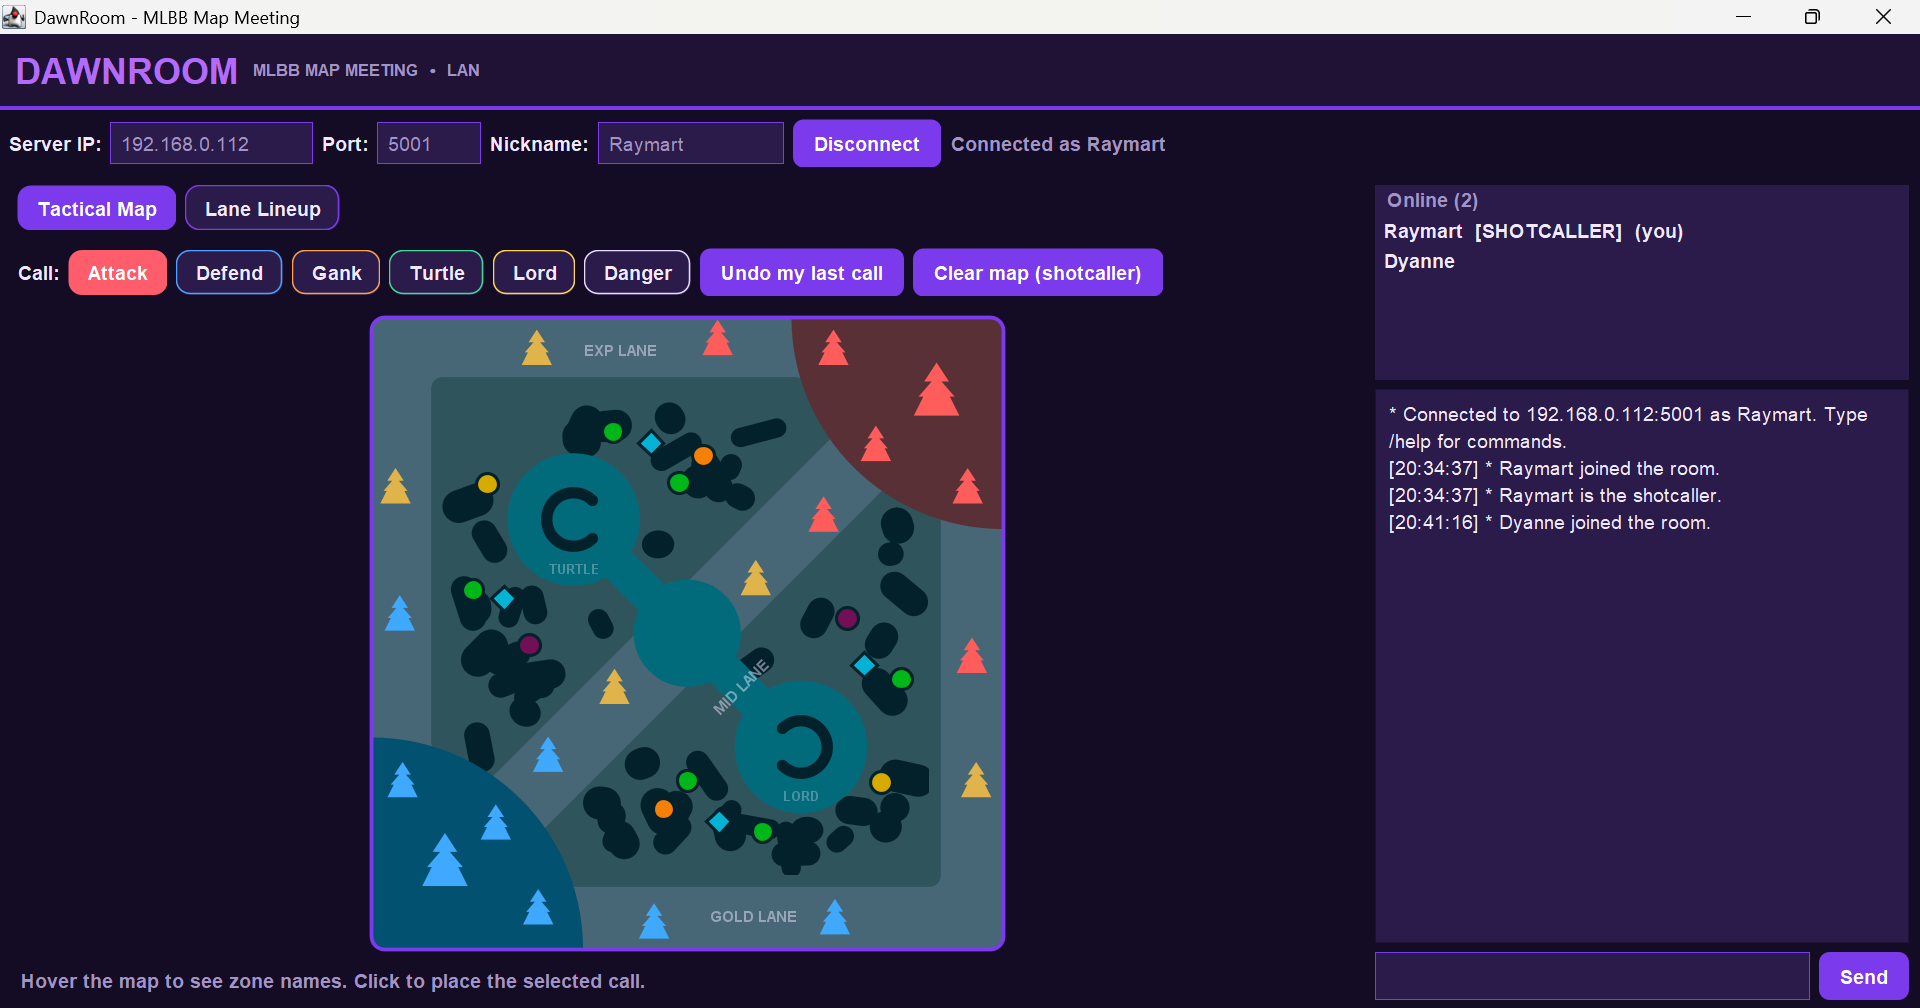 DawnRoom - MLBB Map Meeting
DAWNROOM MLBB MAP MEETING • LAN
Server IP: 192.168.0.112 Port: 5001 Nickname: Raymart Disconnect Connected as Raymart
Tactical Map Lane Lineup
Call: Attack Defend Gank Turtle Lord Danger Undo my last call Clear map (shotcaller)
EXP LANE
TURTLE
MID LANE
LORD
GOLD LANE
Hover the map to see zone names. Click to place the selected call.
Online (2)
Raymart [SHOTCALLER] (you)
Dyanne
* Connected to 192.168.0.112:5001 as Raymart. Type
/help for commands.
[20:34:37] * Raymart joined the room.
[20:34:37] * Raymart is the shotcaller.
[20:41:16] * Dyanne joined the room.
Send